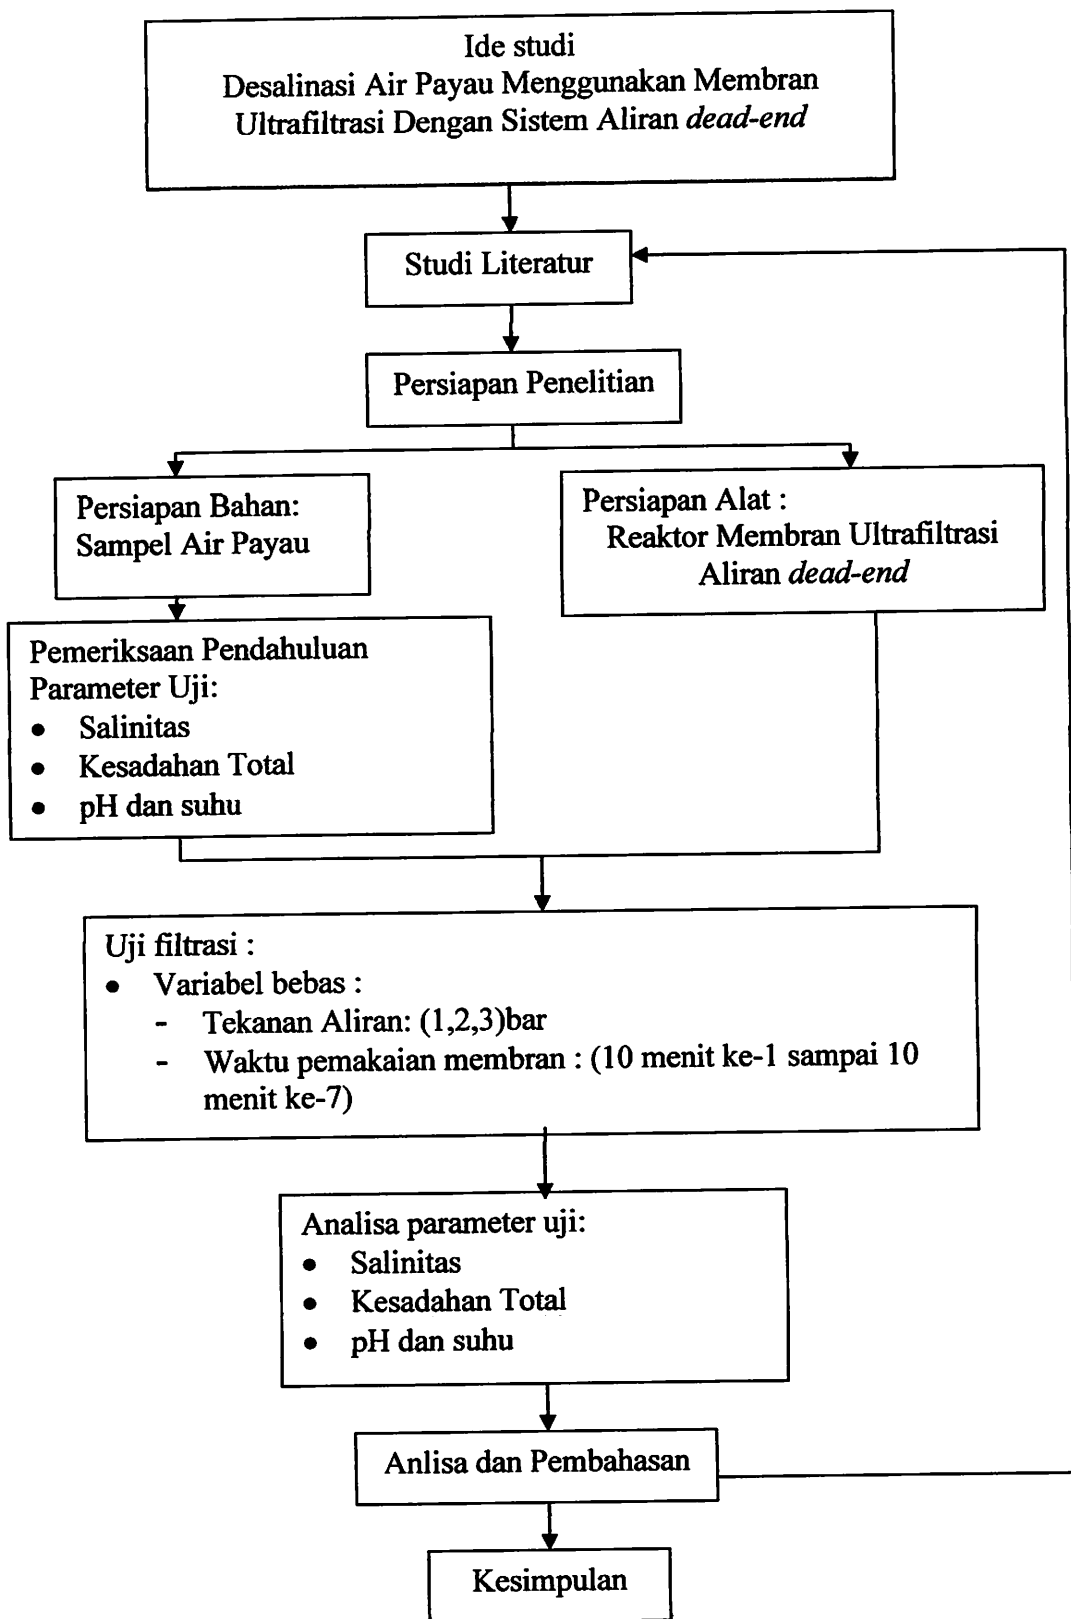 Ide studi
Desalinasi Air Payau Menggunakan Membran
Ultrafiltrasi Dengan Sistem Aliran dead-end
Studi Literatur
Persiapan Penelitian
Persiapan Bahan:
Sampel Air Payau
Persiapan Alat :
Reaktor Membran Ultrafiltrasi
Aliran dead-end
Pemeriksaan Pendahuluan
Parameter Uji:
• Salinitas
• Kesadahan Total
• pH dan suhu
Uji filtrasi :
• Variabel bebas :
- Tekanan Aliran: (1,2,3)bar
- Waktu pemakaian membran : (10 menit ke-1 sampai 10
menit ke-7)
Analisa parameter uji:
• Salinitas
• Kesadahan Total
• pH dan suhu
Anlisa dan Pembahasan
Kesimpulan